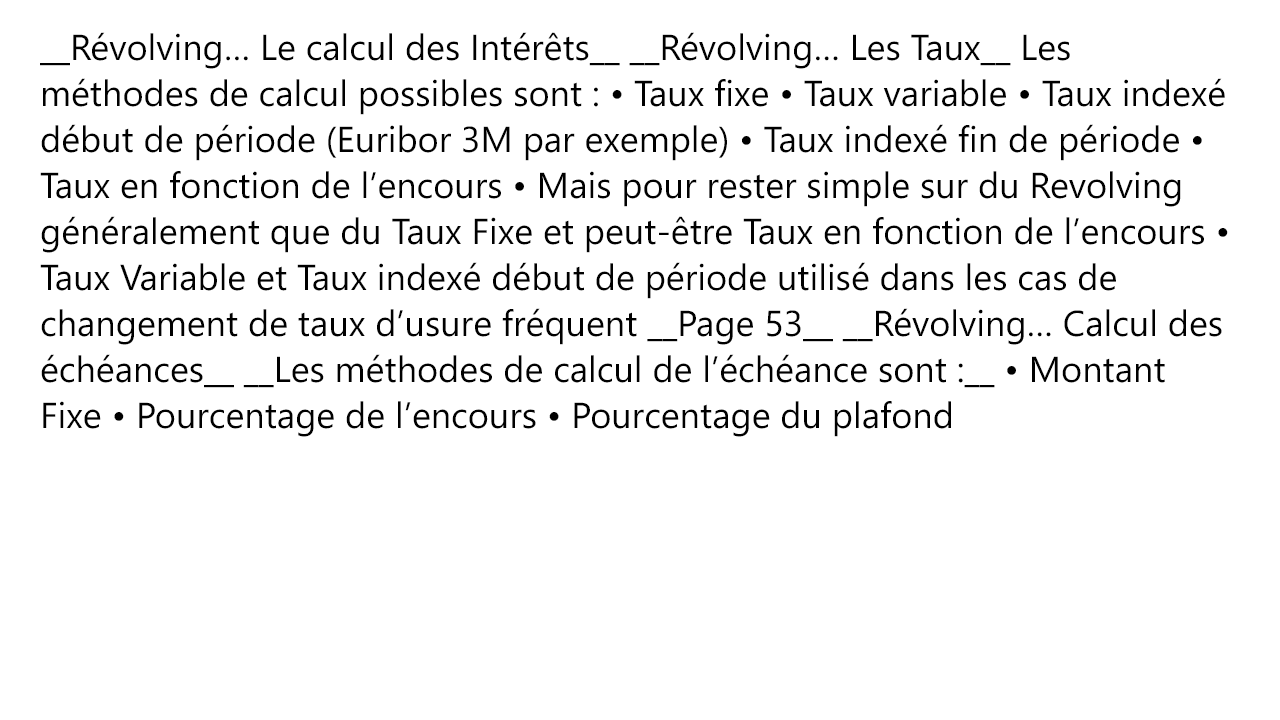 __Révolving… Le calcul des Intérêts__ __Révolving… Les Taux__ Les
méthodes de calcul possibles sont : • Taux fixe • Taux variable • Taux indexé
début de période (Euribor 3M par exemple) • Taux indexé fin de période •
Taux en fonction de l’encours • Mais pour rester simple sur du Revolving
généralement que du Taux Fixe et peut-être Taux en fonction de l’encours •
Taux Variable et Taux indexé début de période utilisé dans les cas de
changement de taux d’usure fréquent __Page 53__ __Révolving… Calcul des
échéances__ __Les méthodes de calcul de l’échéance sont :__ • Montant
Fixe • Pourcentage de l’encours • Pourcentage du plafond